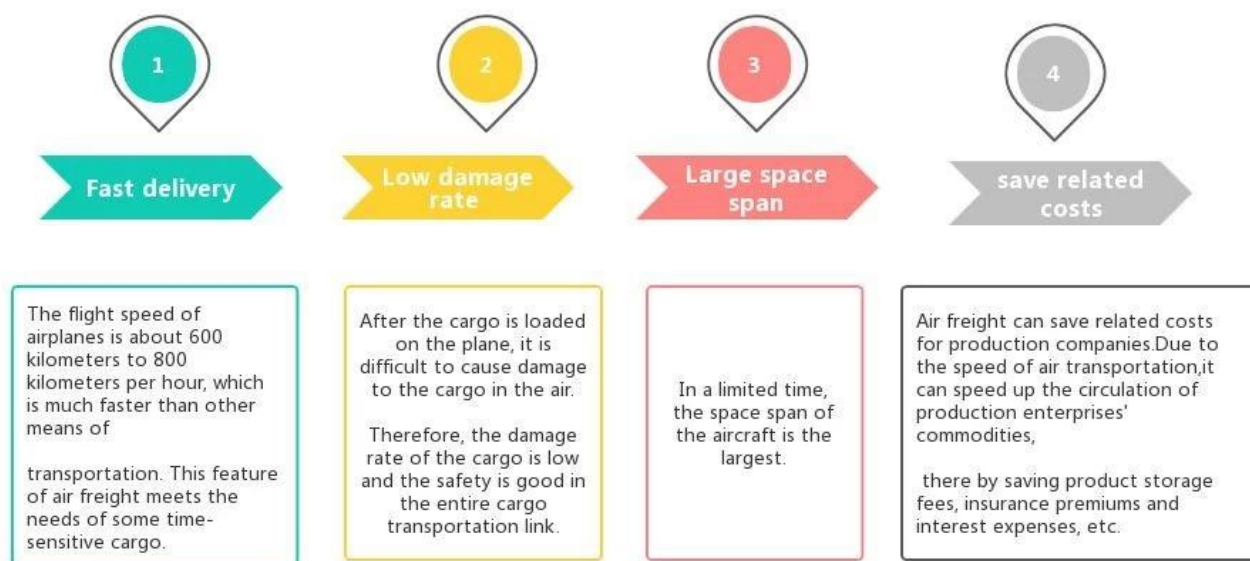 1
Fast delivery
The flight speed of
airplanes is about 600
kilometers to 800
kilometers per hour, which
is much faster than other
means of
transportation. This feature
of air freight meets the
needs of some time-
sensitive cargo.
2
Low damage
rate
After the cargo is loaded
on the plane, it is
difficult to cause damage
to the cargo in the air.
Therefore, the damage
rate of the cargo is low
and the safety is good in
the entire cargo
transportation link.
3
Large space
span
In a limited time,
the space span of
the aircraft is the
largest.
4
save related
costs
Air freight can save related costs
for production companies.Due to
the speed of air transportation,it
can speed up the circulation of
production enterprises'
commodities,
there by saving product storage
fees, insurance premiums and
interest expenses, etc.